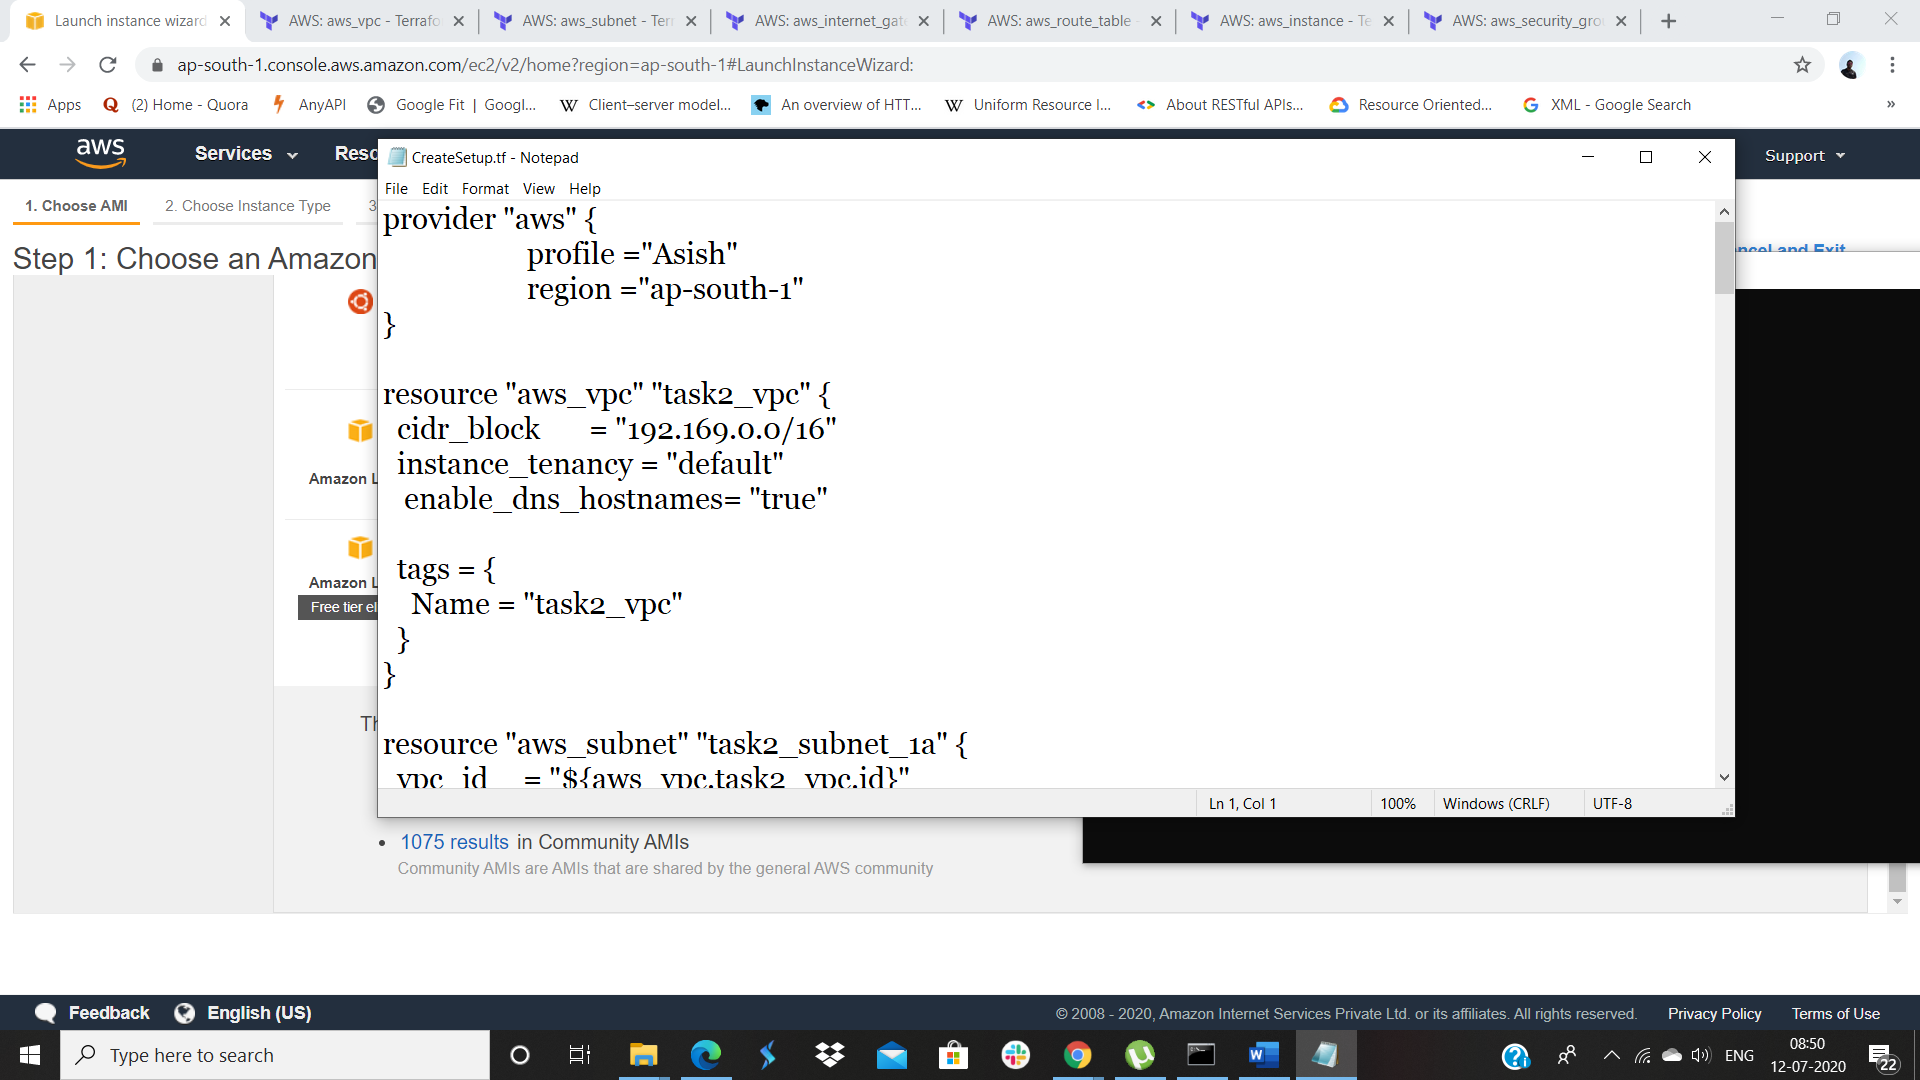 Launch instance wizard
AWS: aws_vpc - Terrafo
AWS: aws_subnet - Terr
AWS: aws_internet_gat
AWS: aws_route_table -
AWS: aws_instance - Te
AWS: aws_security_gro
ap-south-1.console.aws.amazon.com/ec2/v2/home?region=ap-south-1#LaunchInstanceWizard:
Apps
(2) Home - Quora
AnyAPI
Google Fit | Googl...
Client–server model...
An overview of HTT...
Uniform Resource I...
About RESTful APIs...
Resource Oriented...
XML - Google Search
»
aws
Services
Reso
Support
CreateSetup.tf - Notepad
File Edit Format View Help
1. Choose AMI
2. Choose Instance Type
3
Step 1: Choose an Amazon
ncel and Exit
provider "aws" {
profile ="Asish"
region ="ap-south-1"
}
resource "aws_vpc" "task2_vpc" {
cidr_block = "192.169.0.0/16"
instance_tenancy = "default"
enable_dns_hostnames= "true"
tags = {
Name = "task2_vpc"
}
}
resource "aws_subnet" "task2_subnet_1a" {
vpc_id = "${aws_vpc.task2_vpc.id}"
Amazon L
Amazon L
Free tier el
Th
Ln 1, Col 1
100%
Windows (CRLF)
UTF-8
1075 results in Community AMIs
Community AMIs are AMIs that are shared by the general AWS community
Feedback
English (US)
© 2008 - 2020, Amazon Internet Services Private Ltd. or its affiliates. All rights reserved.
Privacy Policy
Terms of Use
Type here to search
ENG
08:50
12-07-2020
22